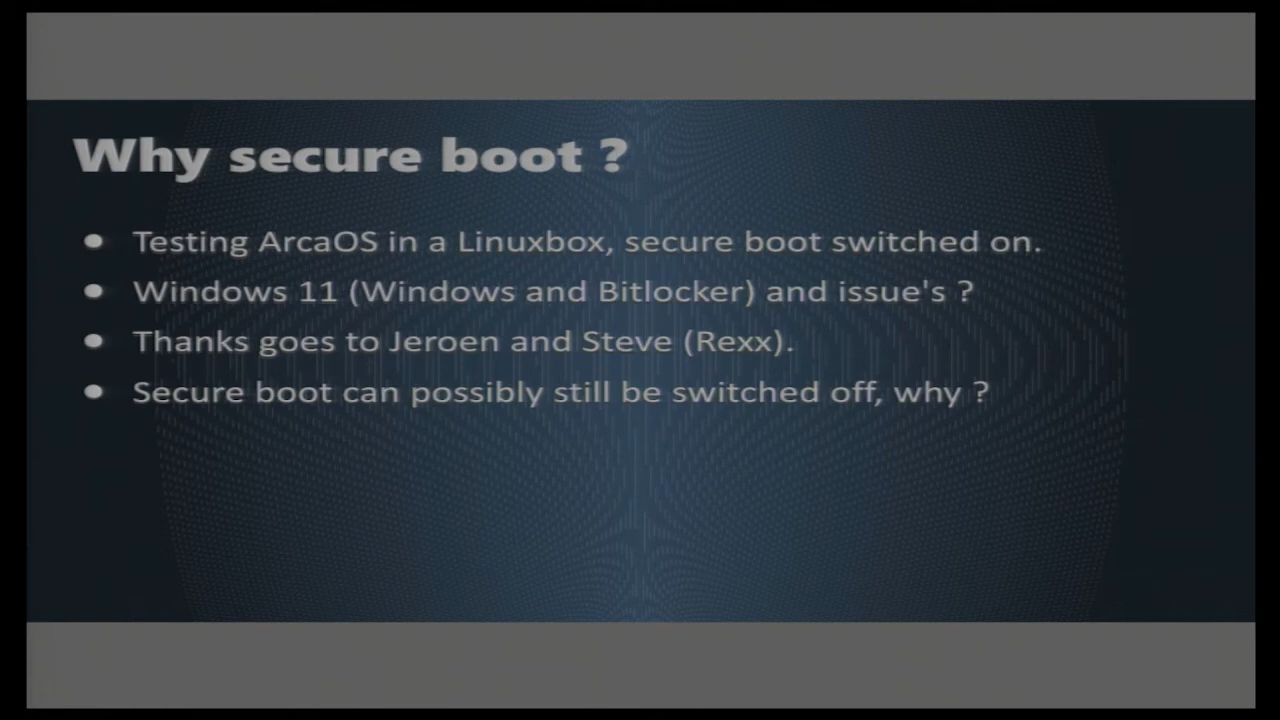 Why secure boot ?
Testing ArcaOS in a Linuxbox, secure boot switched on.
Windows 11 (Windows and Bitlocker) and issue's ?
Thanks goes to Jeroen and Steve (Rexx).
Secure boot can possibly still be switched off, why ?